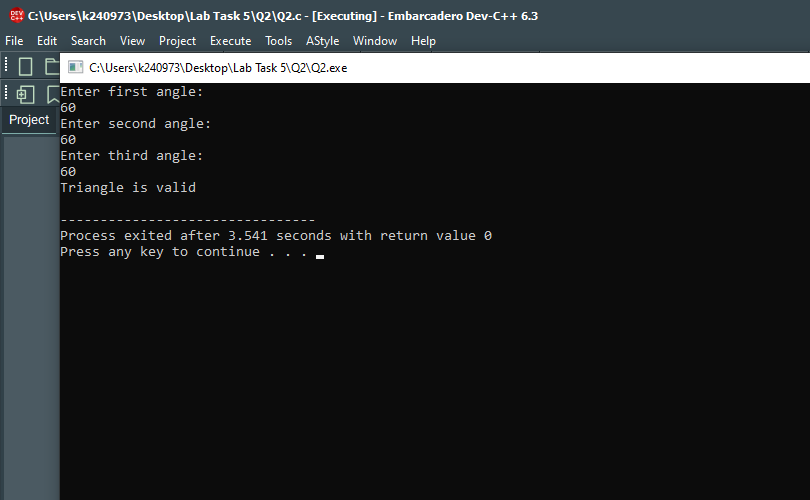 DEV C++ C:\Users\k240973\Desktop\Lab Task 5\Q2\Q2.c - [Executing] - Embarcadero Dev-C++ 6.3
File Edit Search View Project Execute Tools AStyle Window Help
C:\Users\k240973\Desktop\Lab Task 5\Q2\Q2.exe
Project
Enter first angle:
60
Enter second angle:
60
Enter third angle:
60
Triangle is valid
--------------------------------
Process exited after 3.541 seconds with return value 0
Press any key to continue . . .